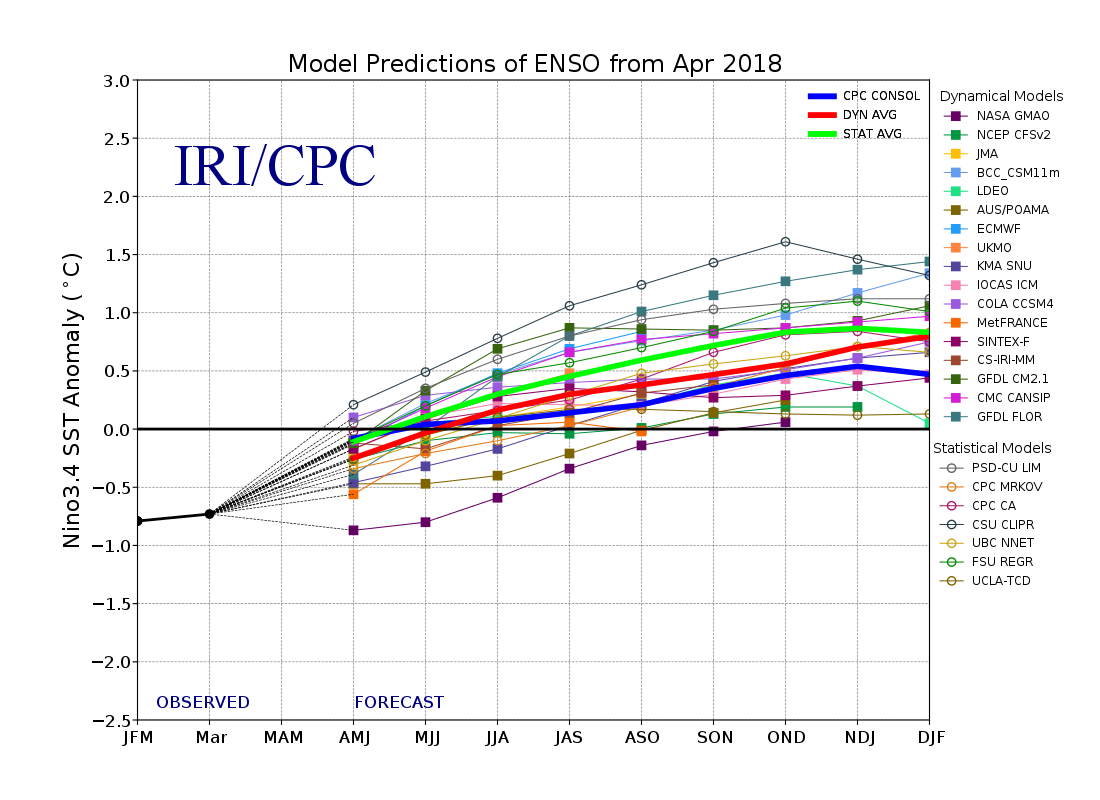 Model Predictions of ENSO from Apr 2018
3.0
2.5
2.0
1.5
1.0
0.5
0.0
−0.5
−1.0
−1.5
−2.0
−2.5
Nino3.4 SST Anomaly ( °C)
IRI/CPC
CPC CONSOL
DYN AVG
STAT AVG
OBSERVED
FORECAST
JFM Mar MAM AMJ MJJ JJA JAS ASO SON OND NDJ DJF
Dynamical Models
NASA GMAO
NCEP CFSv2
JMA
BCC_CSM11m
LDEO
AUS/POAMA
ECMWF
UKMO
KMA SNU
IOCAS ICM
COLA CCSM4
MetFRANCE
SINTEX-F
CS-IRI-MM
GFDL CM2.1
CMC CANSIP
GFDL FLOR
Statistical Models
PSD-CU LIM
CPC MRKOV
CPC CA
CSU CLIPR
UBC NNET
FSU REGR
UCLA-TCD